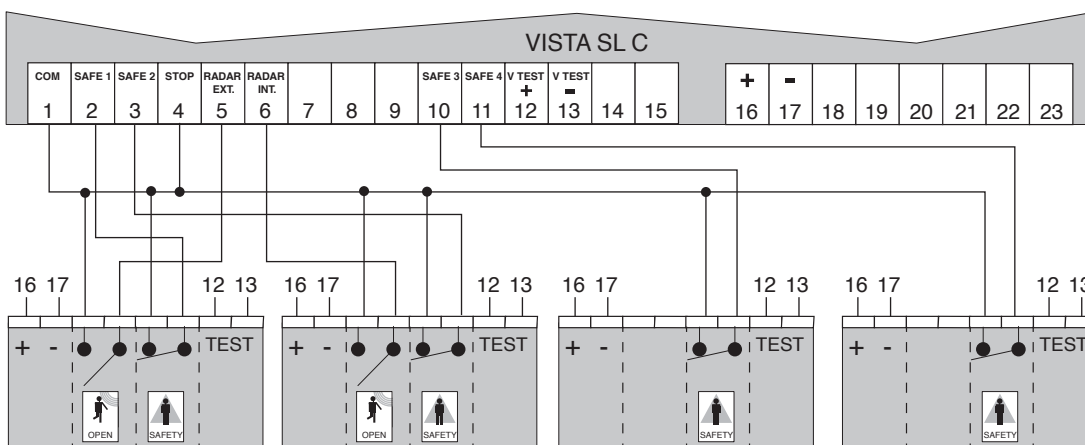 VISTA SL C
COM SAFE 1 SAFE 2 STOP RADAR EXT. RADAR INT. SAFE 3 SAFE 4 V TEST + V TEST - + -
1 2 3 4 5 6 7 8 9 10 11 12 13 14 15 16 17 18 19 20 21 22 23
16 17 12 13 16 17 12 13 16 17 12 13 16 17 12 13
+ - TEST + - TEST + - TEST + - TEST
OPEN SAFETY OPEN SAFETY SAFETY SAFETY